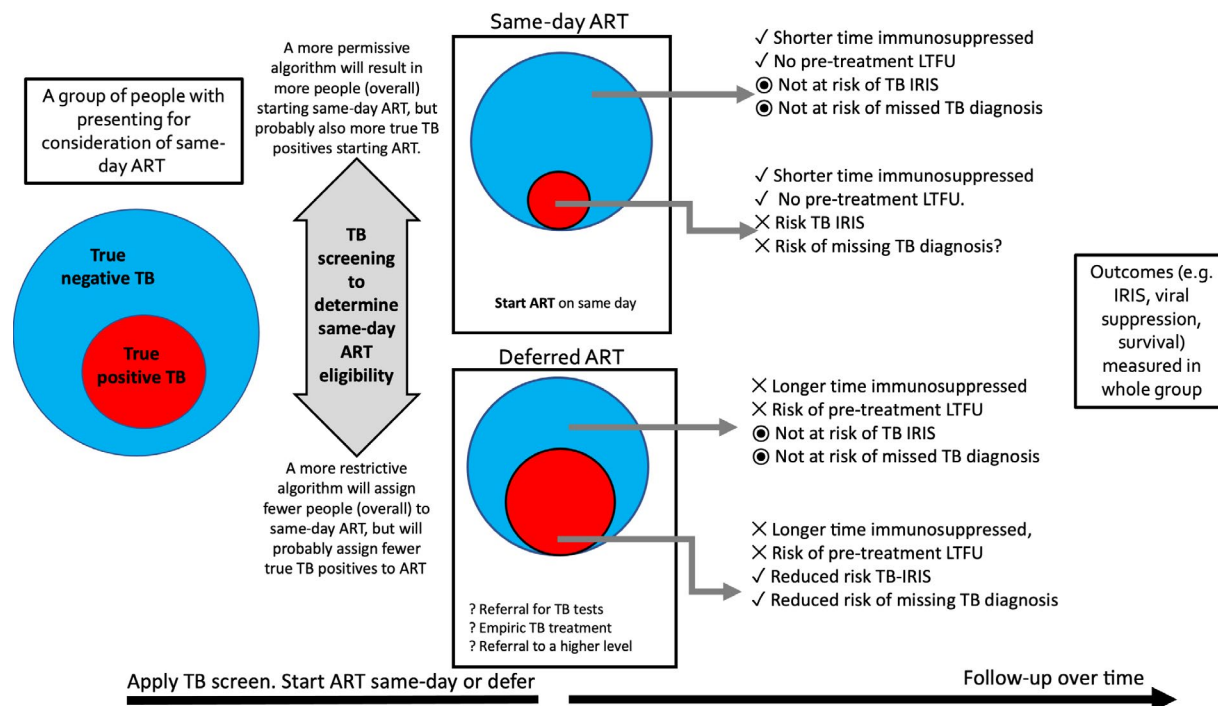 A group of people with
presenting for
consideration of same-
day ART
True
negative TB
True
positive TB
A more permissive
algorithm will result in
more people (overall)
starting same-day ART, but
probably also more true TB
positives starting ART.
TB
screening
to
determine
same-day
ART
eligibility
A more restrictive
algorithm will assign
fewer people (overall) to
same-day ART, but will
probably assign fewer
true TB positives to ART
Same-day ART
Start ART on same day
✓ Shorter time immunosuppressed
✓ No pre-treatment LTFU
◉ Not at risk of TB IRIS
◉ Not at risk of missed TB diagnosis
✓ Shorter time immunosuppressed
✓ No pre-treatment LTFU.
✕ Risk TB IRIS
✕ Risk of missing TB diagnosis?
Deferred ART
? Referral for TB tests
? Empiric TB treatment
? Referral to a higher level
✕ Longer time immunosuppressed
✕ Risk of pre-treatment LTFU
◉ Not at risk of TB IRIS
◉ Not at risk of missed TB diagnosis
✕ Longer time immunosuppressed,
✕ Risk of pre-treatment LTFU
✓ Reduced risk TB-IRIS
✓ Reduced risk of missing TB diagnosis
Outcomes (e.g.
IRIS, viral
suppression,
survival)
measured in
whole group
Apply TB screen. Start ART same-day or defer
Follow-up over time